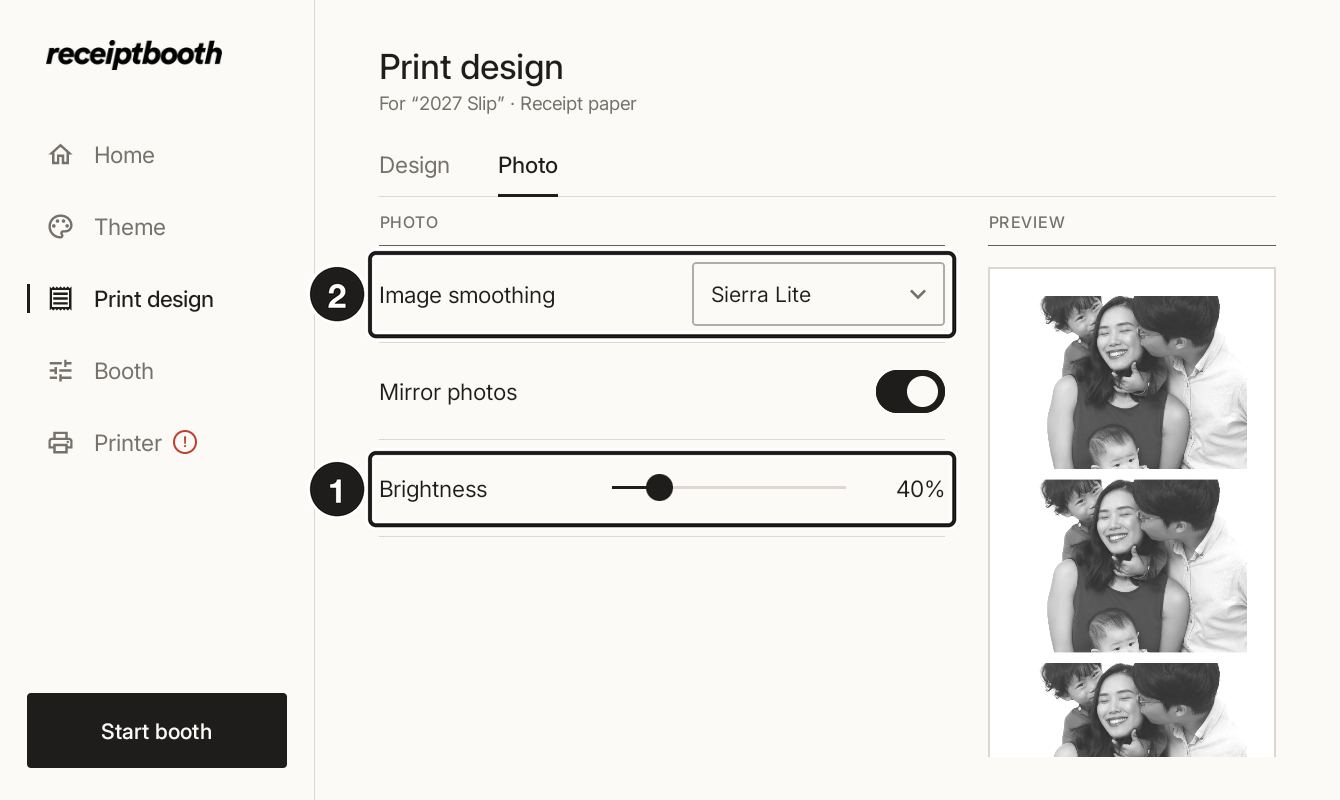 receiptbooth
Home
Theme
Print design
Booth
Printer
Start booth
Print design
For “2027 Slip” · Receipt paper
Design
Photo
PHOTO
2
Image smoothing
Sierra Lite
Mirror photos
1
Brightness
40%
PREVIEW